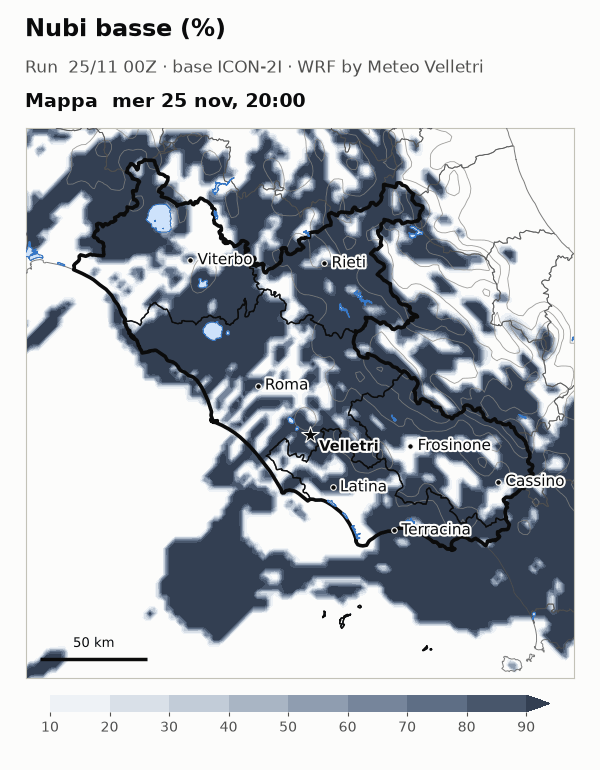 Nubi basse (%)
Run  25/11 00Z · base ICON-2I · WRF by Meteo Velletri
Mappa  mer 25 nov, 20:00
Viterbo
Rieti
Roma
Velletri
Frosinone
Cassino
Latina
Terracina
50 km
10 20 30 40 50 60 70 80 90